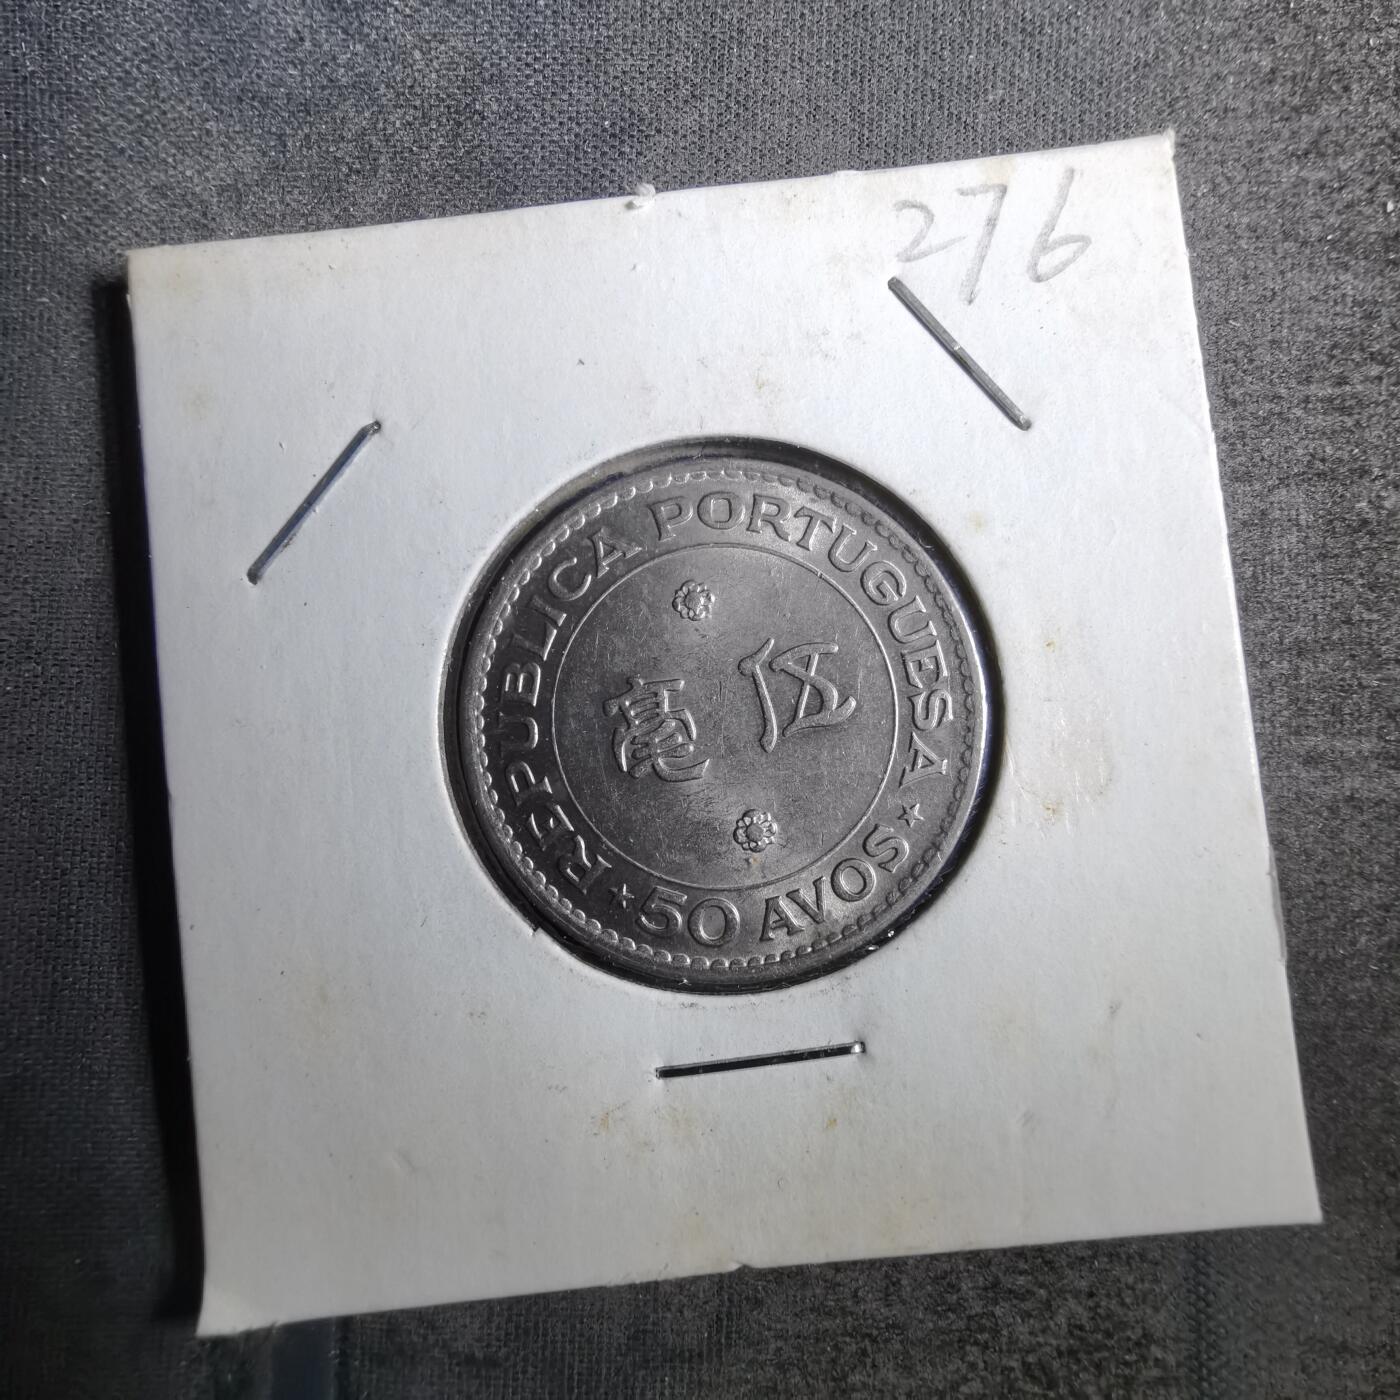 276
REPUBLICA PORTUGUESA
毫 伍
★ 50 AVOS ★